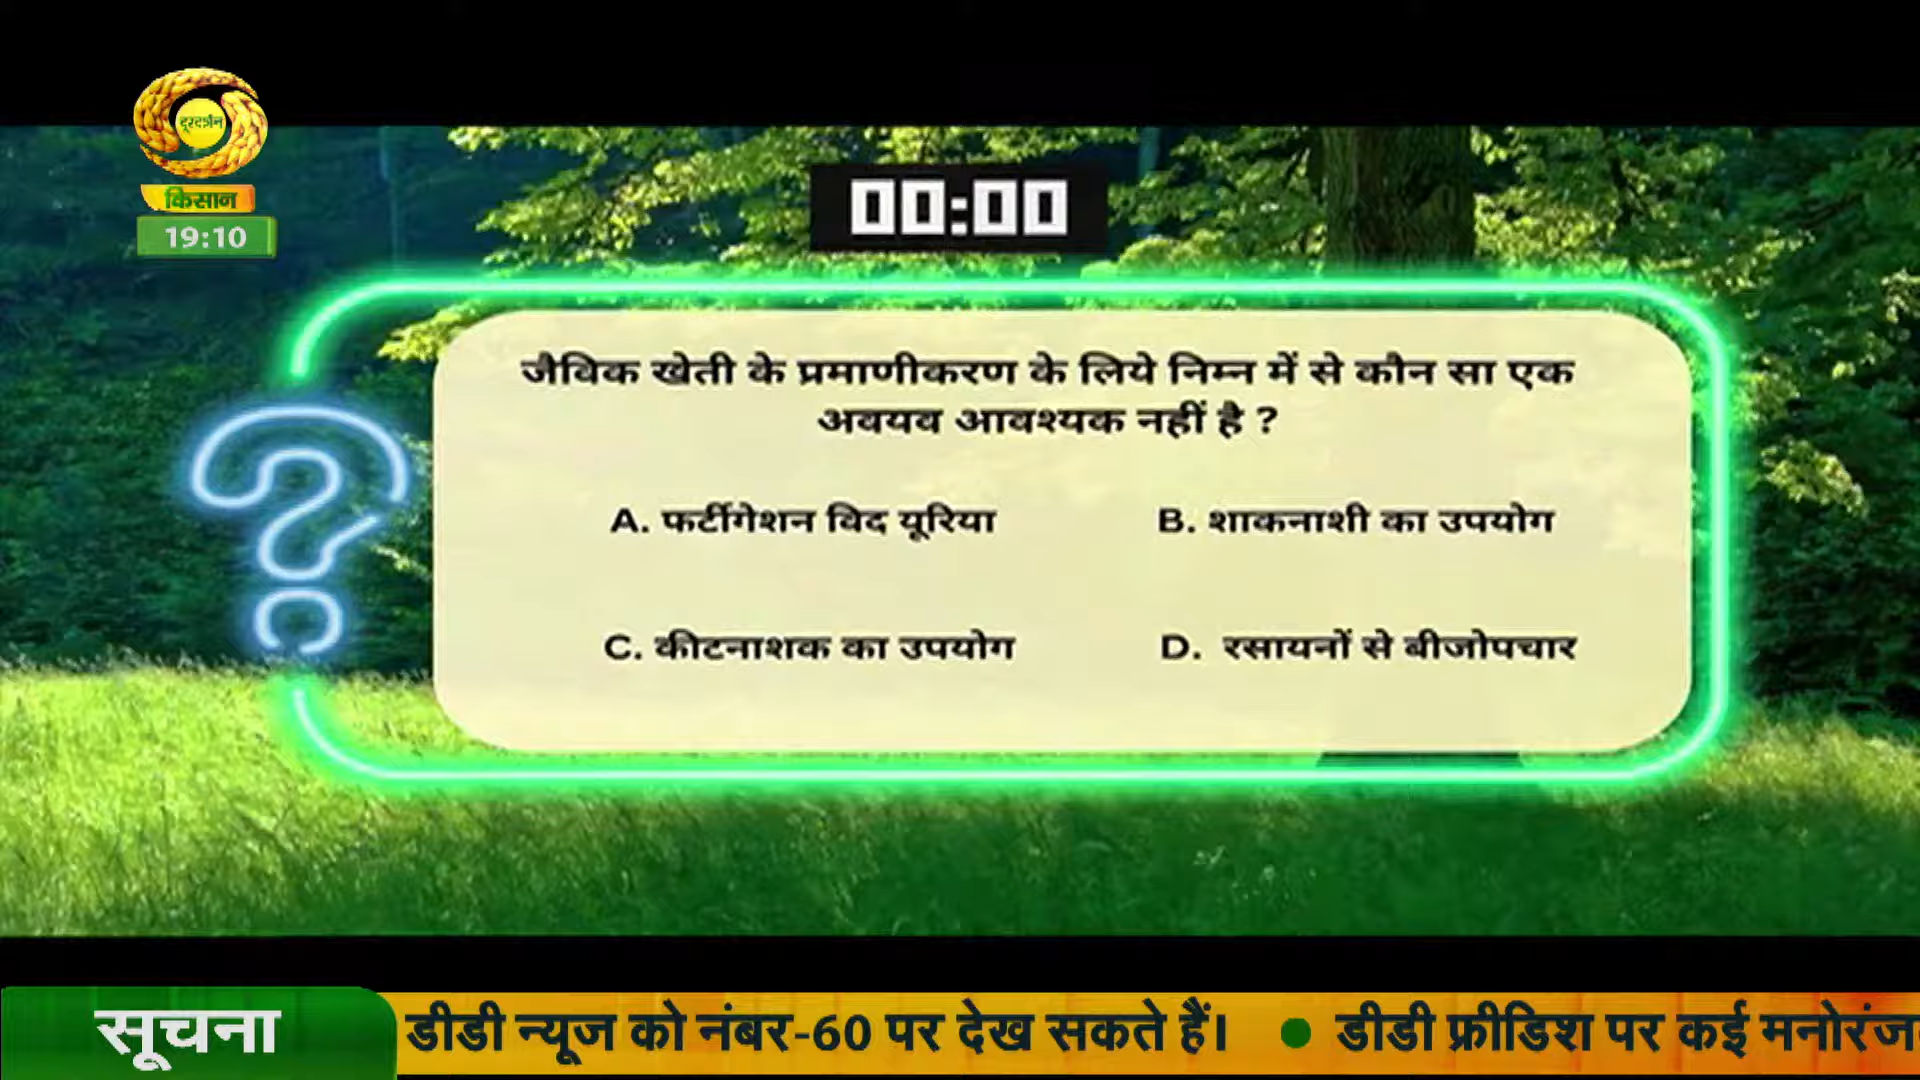 दूरदर्शन
किसान
19:10
00:00
जैविक खेती के प्रमाणीकरण के लिये निम्न में से कौन सा एक
अवयव आवश्यक नहीं है ?
A. फर्टीगेशन विद यूरिया
B. शाकनाशी का उपयोग
C. कीटनाशक का उपयोग
D. रसायनों से बीजोपचार
सूचना
डीडी न्यूज को नंबर-60 पर देख सकते हैं। ● डीडी फ्रीडिश पर कई